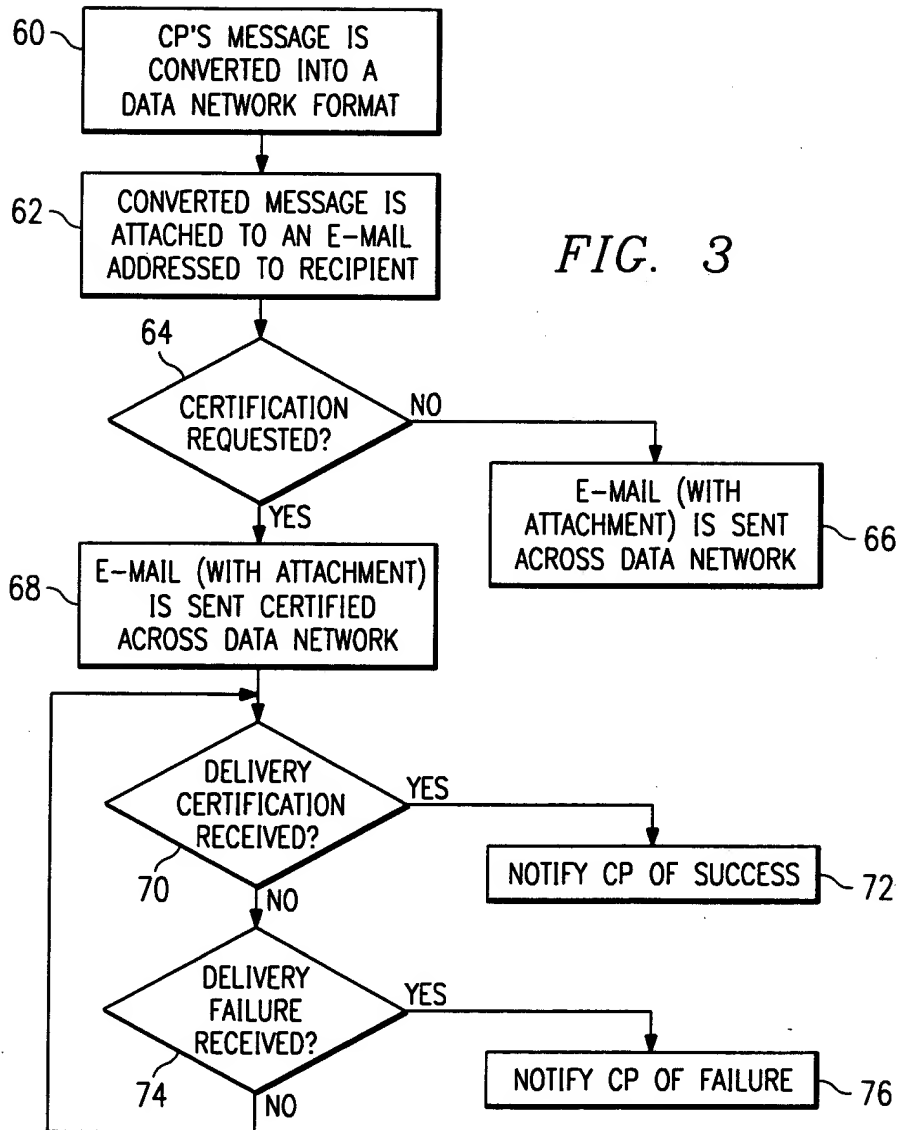 60
CP'S MESSAGE IS
CONVERTED INTO A
DATA NETWORK FORMAT
62
CONVERTED MESSAGE IS
ATTACHED TO AN E-MAIL
ADDRESSED TO RECIPIENT
FIG. 3
64
CERTIFICATION
REQUESTED?
NO
YES
E-MAIL (WITH
ATTACHMENT) IS SENT
ACROSS DATA NETWORK
66
68
E-MAIL (WITH ATTACHMENT)
IS SENT CERTIFIED
ACROSS DATA NETWORK
DELIVERY
CERTIFICATION
RECEIVED?
70
YES
NO
NOTIFY CP OF SUCCESS
72
DELIVERY
FAILURE
RECEIVED?
74
YES
NO
NOTIFY CP OF FAILURE
76